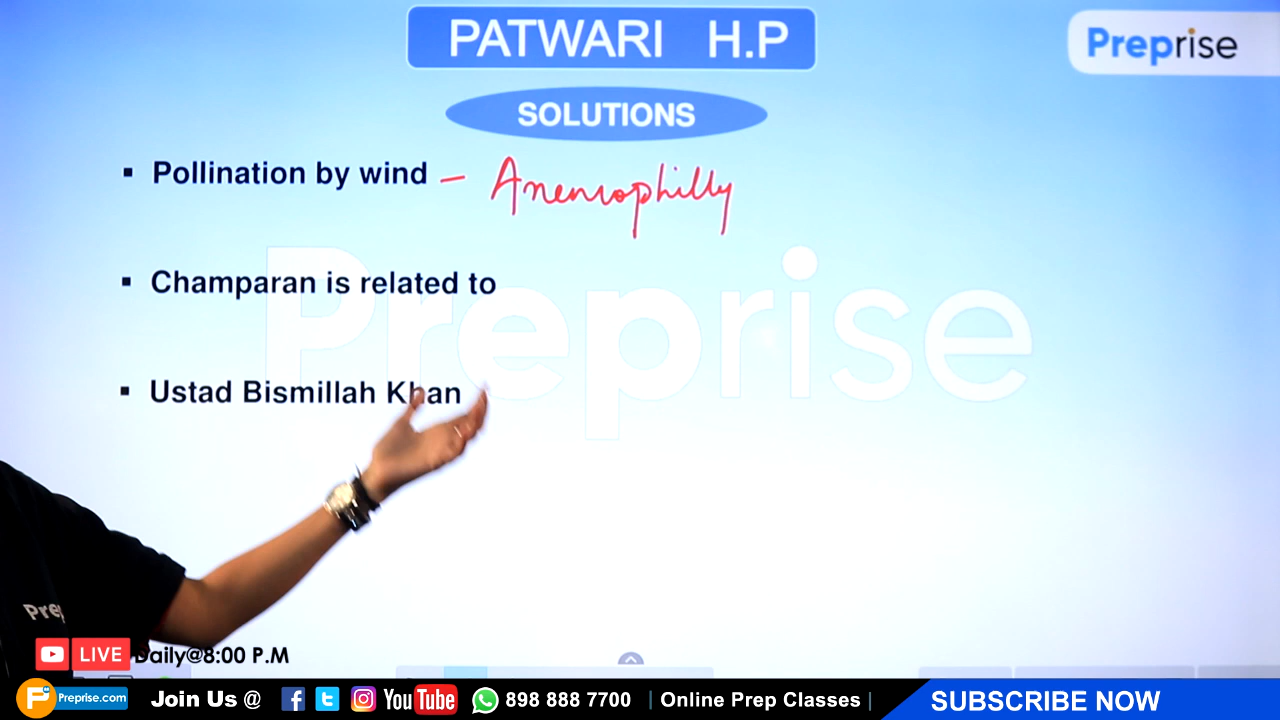 PATWARI H.P
Preprise
SOLUTIONS
▪ Pollination by wind – Anemophilly
▪ Champaran is related to
▪ Ustad Bismillah Khan
Preprise
Prep
LIVE Daily@8:00 P.M
Preprise.com Join Us @ You Tube 898 888 7700 | Online Prep Classes | SUBSCRIBE NOW